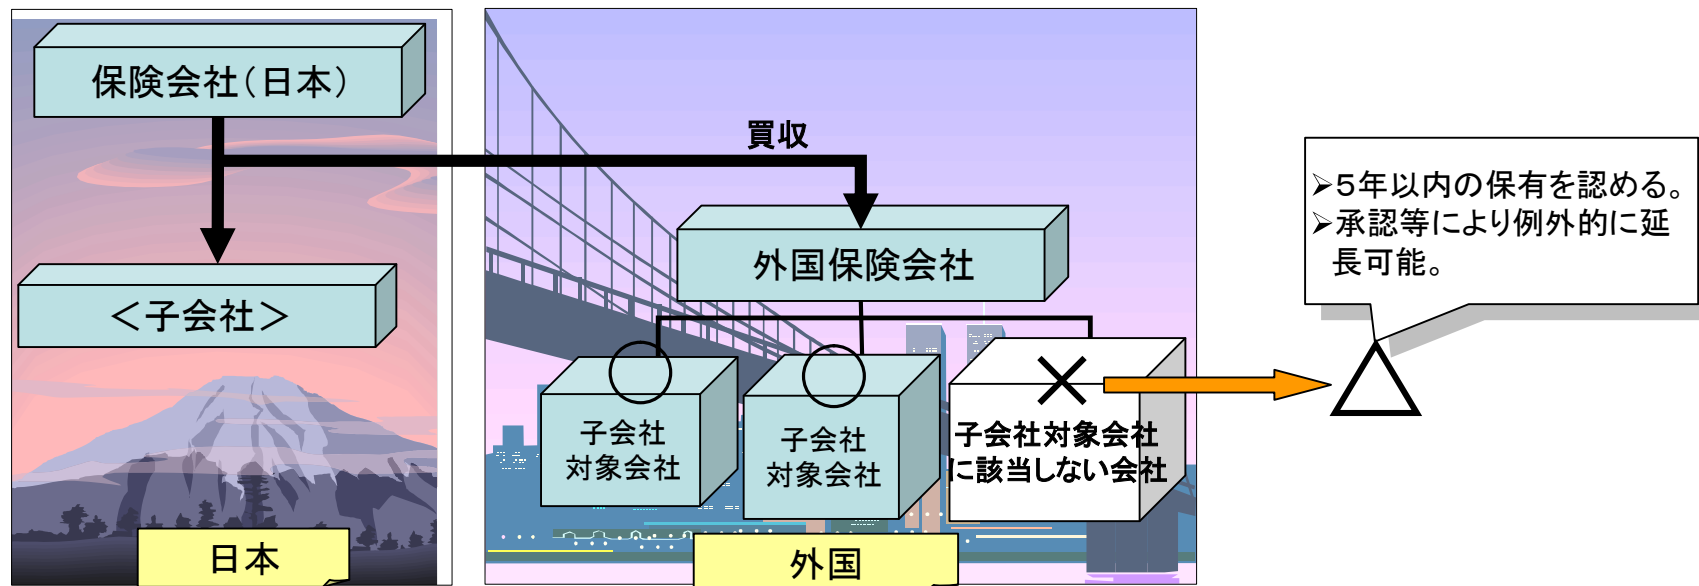 保険会社(日本)
買収
➢5年以内の保有を認める。
➢承認等により例外的に延
長可能。
外国保険会社
＜子会社＞
子会社
対象会社
子会社
対象会社
子会社対象会社
に該当しない会社
日本
外国